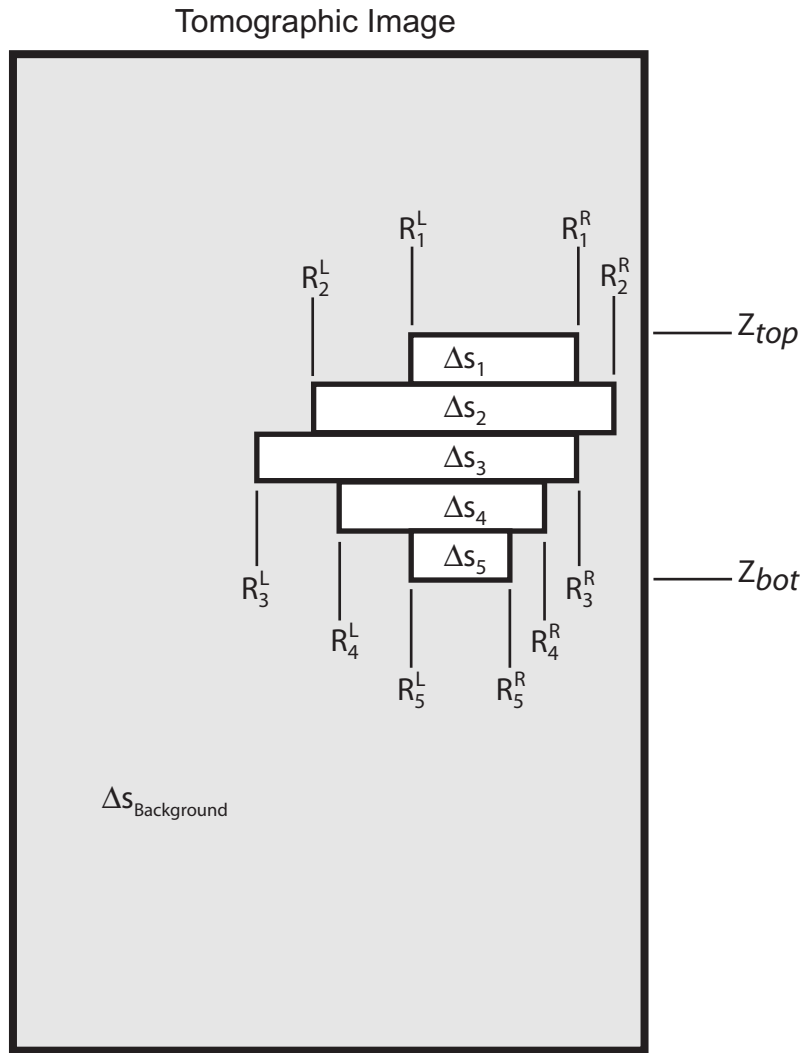 Tomographic Image
R₁ᴸ R₁ᴿ
R₂ᴸ R₂ᴿ
Z_top
Δs₁
Δs₂
Δs₃
Δs₄
Δs₅
R₃ᴸ R₃ᴿ Z_bot
R₄ᴸ R₄ᴿ
R₅ᴸ R₅ᴿ
Δs_Background